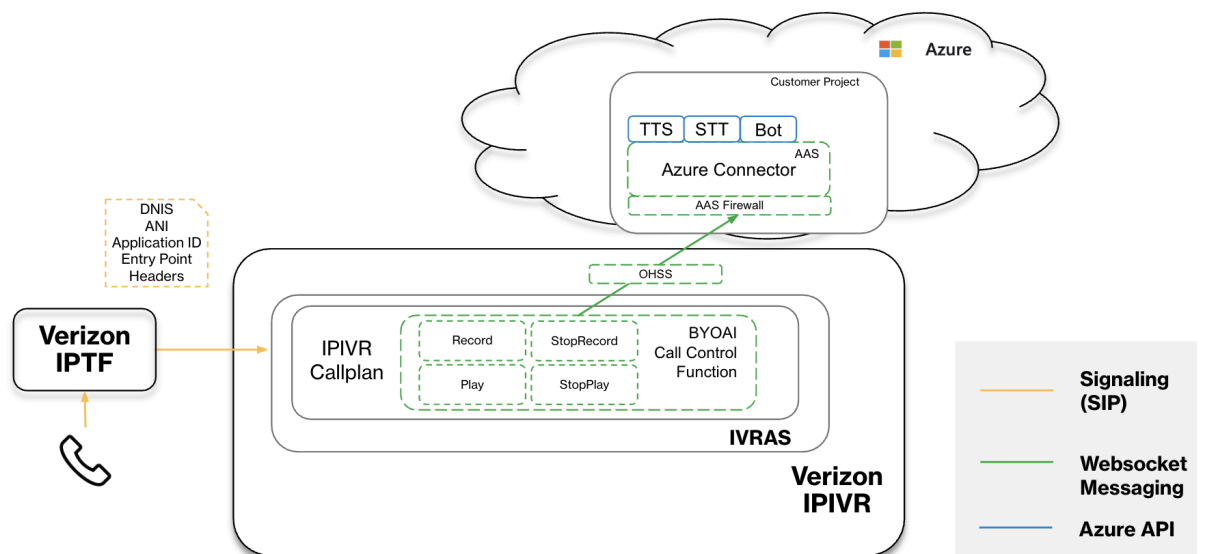 Azure
Customer Project
TTS
STT
Bot
AAS
Azure Connector
AAS Firewall
DNIS
ANI
Application ID
Entry Point
Headers
OHSS
Verizon
IPTF
IPIVR
Callplan
Record
StopRecord
Play
StopPlay
BYOAI
Call Control
Function
IVRAS
Verizon
IPIVR
Signaling
(SIP)
Websocket
Messaging
Azure API